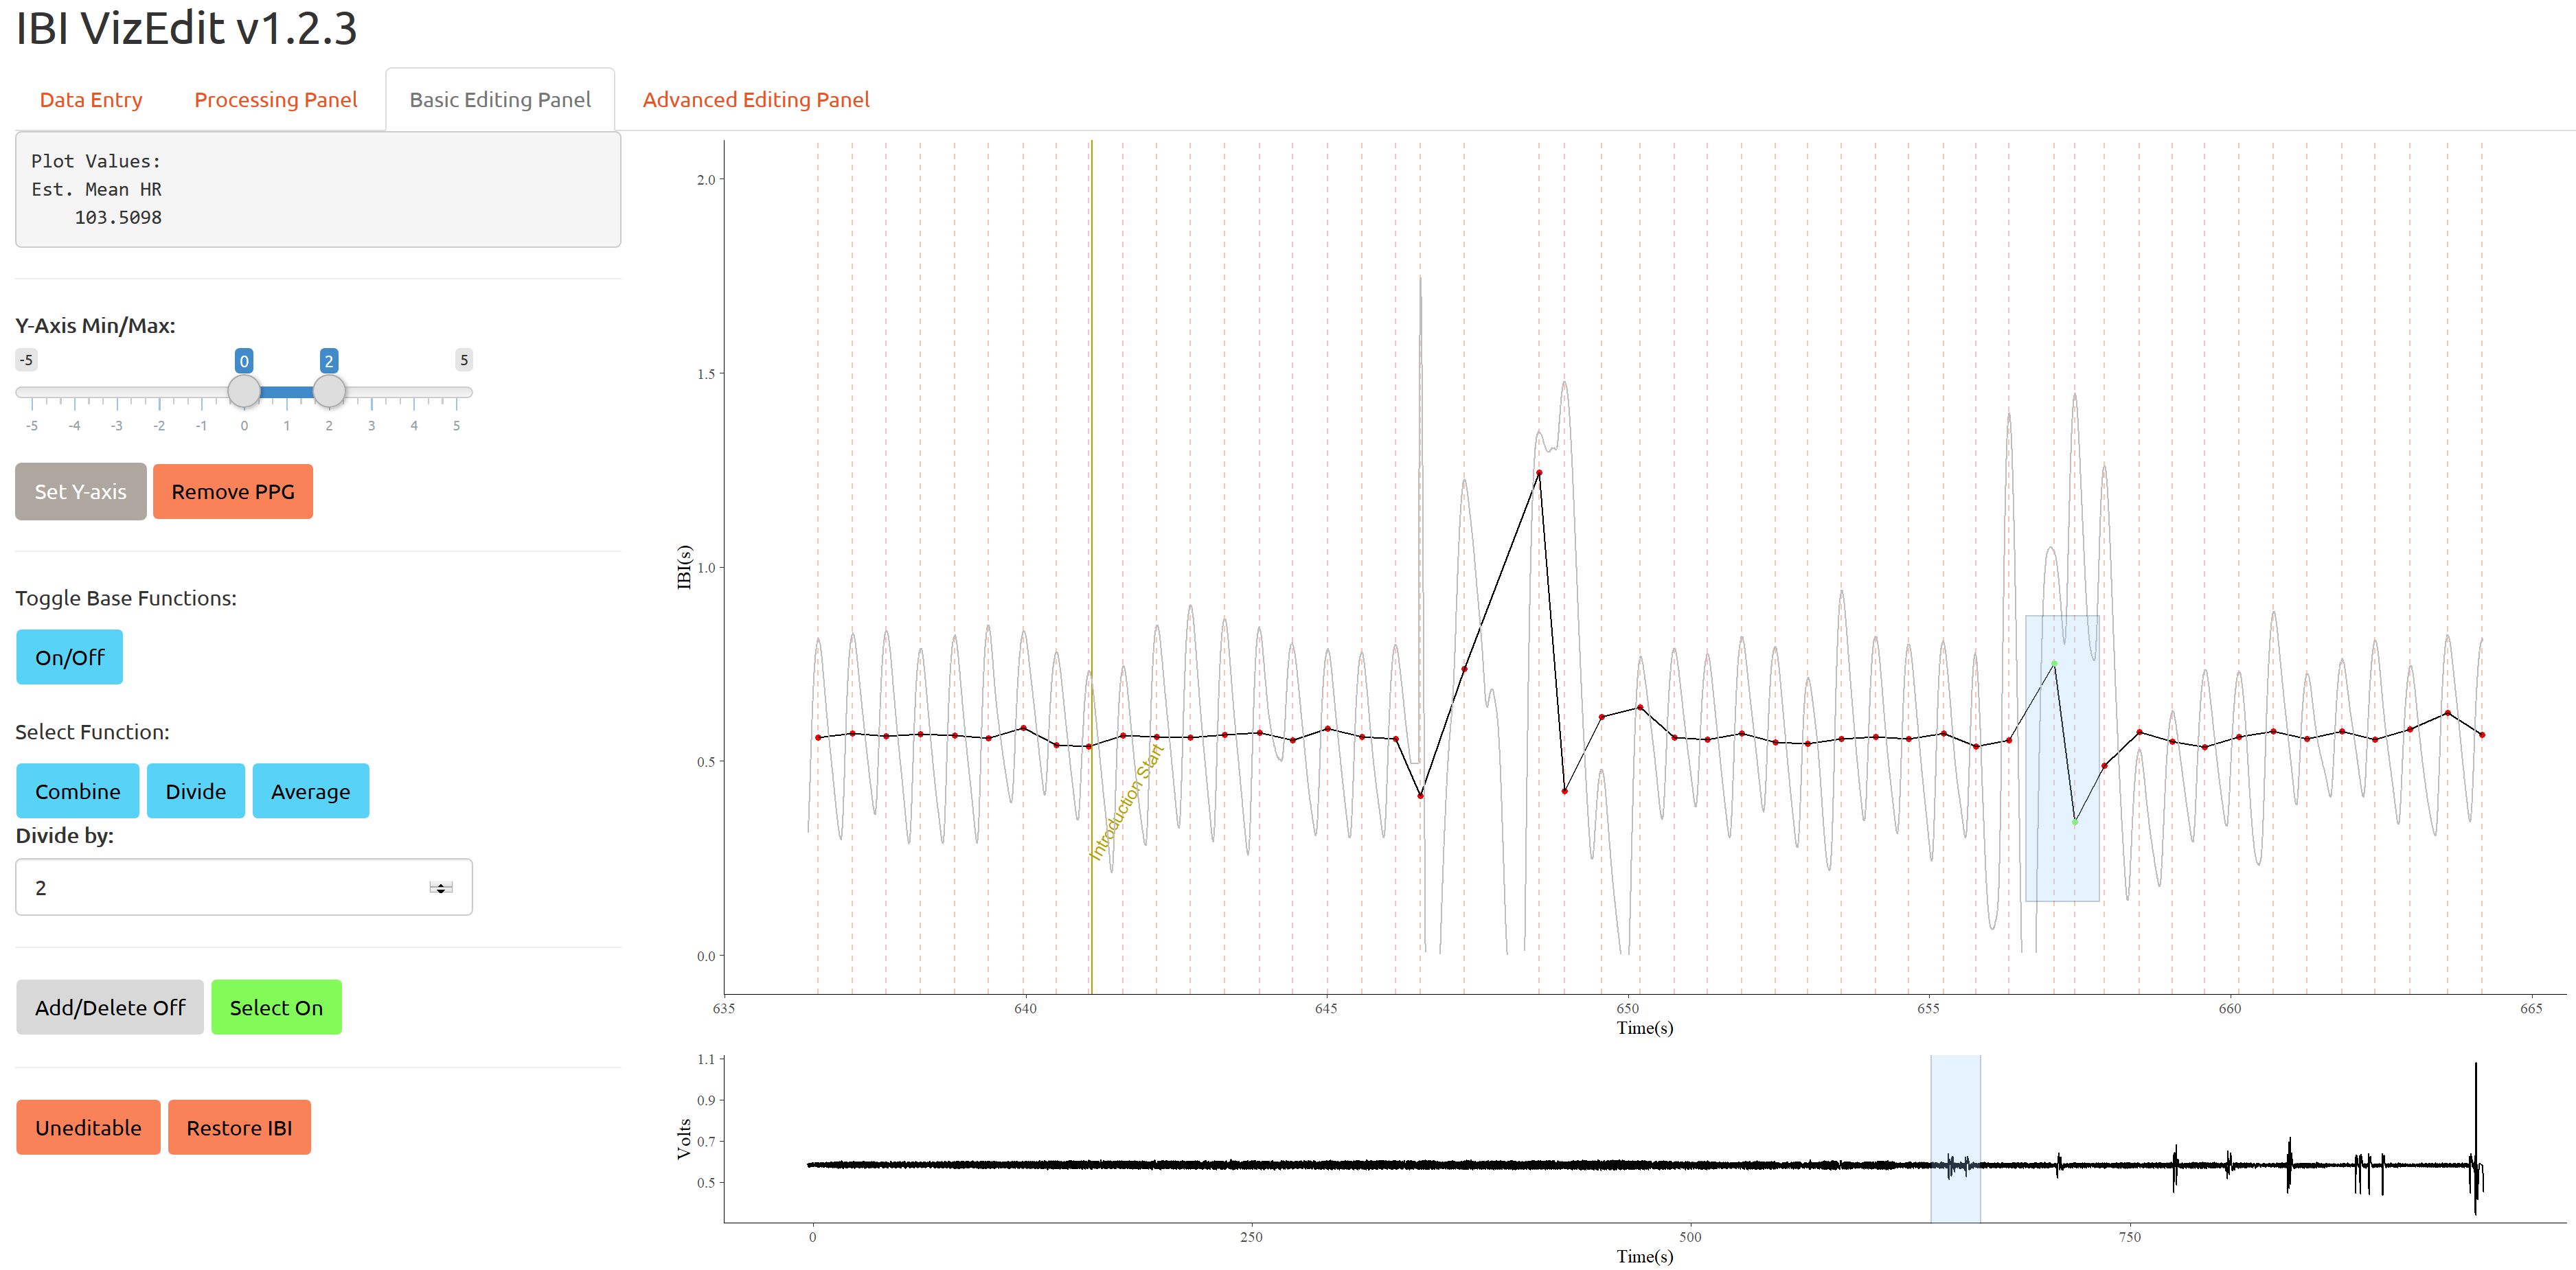 IBI VizEdit v1.2.3
Data Entry Processing Panel Basic Editing Panel Advanced Editing Panel
Plot Values:
Est. Mean HR
103.5098
Y-Axis Min/Max:
-5 0 2 5
-5 -4 -3 -2 -1 0 1 2 3 4 5
Set Y-axis Remove PPG
Toggle Base Functions:
On/Off
Select Function:
Combine Divide Average
Divide by:
2
Add/Delete Off Select On
Uneditable Restore IBI
2.0
1.5
1.0
0.5
0.0
IBI(s)
Introduction Start
635 640 645 650 655 660 665
Time(s)
1.1
0.9
0.7
0.5
Volts
0 250 500 750
Time(s)